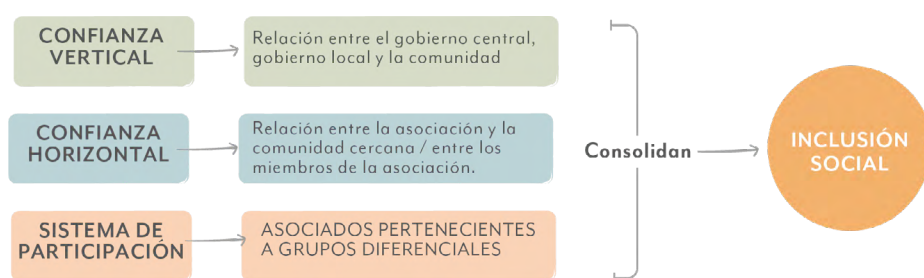 CONFIANZA
VERTICAL
Relación entre el gobierno central,
gobierno local y la comunidad
CONFIANZA
HORIZONTAL
Relación entre la asociación y la
comunidad cercana / entre los
miembros de la asociación.
SISTEMA DE
PARTICIPACIÓN
ASOCIADOS PERTENECIENTES
A GRUPOS DIFERENCIALES
Consolidan
INCLUSIÓN
SOCIAL